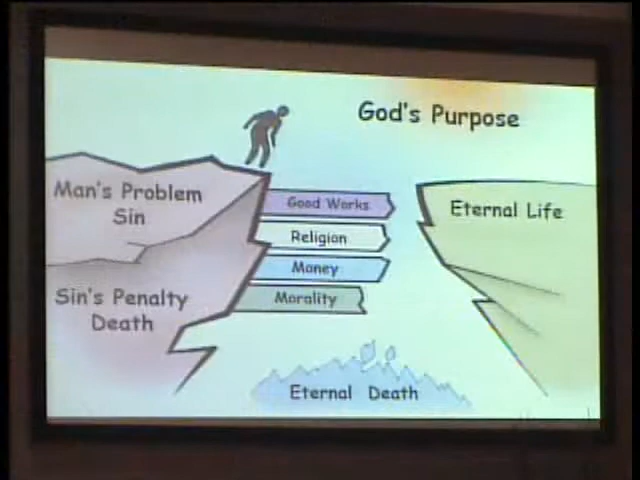 God's Purpose
Man's Problem
Sin
Good Works
Eternal Life
Religion
Money
Sin's Penalty
Death
Morality
Eternal Death